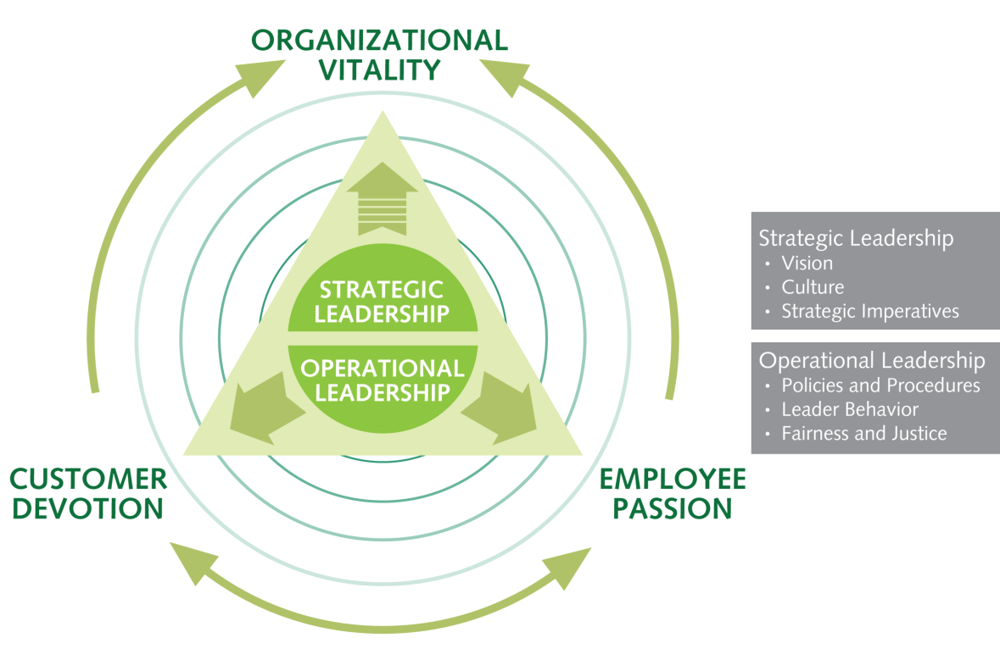 ORGANIZATIONAL
VITALITY
STRATEGIC
LEADERSHIP
OPERATIONAL
LEADERSHIP
CUSTOMER
DEVOTION
EMPLOYEE
PASSION
Strategic Leadership
• Vision
• Culture
• Strategic Imperatives
Operational Leadership
• Policies and Procedures
• Leader Behavior
• Fairness and Justice